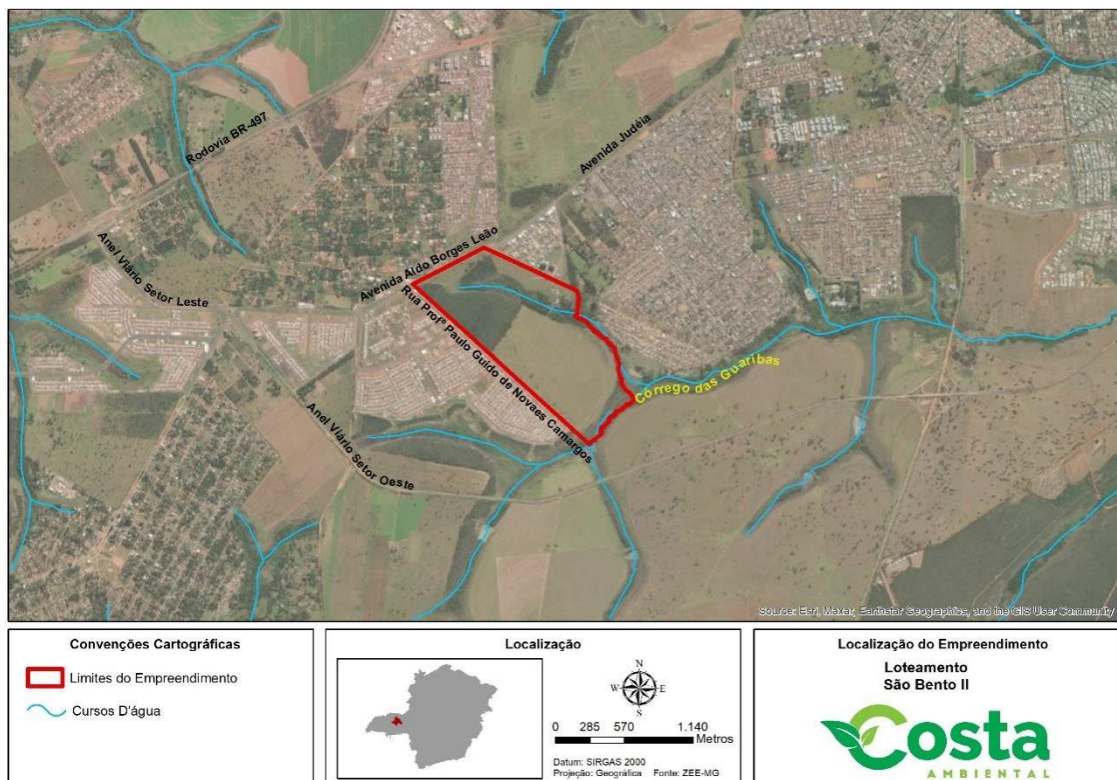 Rodovia BR-497
Avenida Judéia
Anel Viário Setor Leste
Avenida Aldo Borges Leão
Rua Profª Paulo Guido de Novaes Camargos
Córrego das Guaribas
Anel Viário Setor Oeste
Source: Esri, Maxar, Earthstar Geographics, and the GIS User Community
Convenções Cartográficas
Limites do Empreendimento
Cursos D'água
Localização
N
W E
S
0 285 570 1.140
Metros
Datum: SIRGAS 2000
Projeção: Geográfica Fonte: ZEE-MG
Localização do Empreendimento
Loteamento
São Bento II
Costa
AMBIENTAL